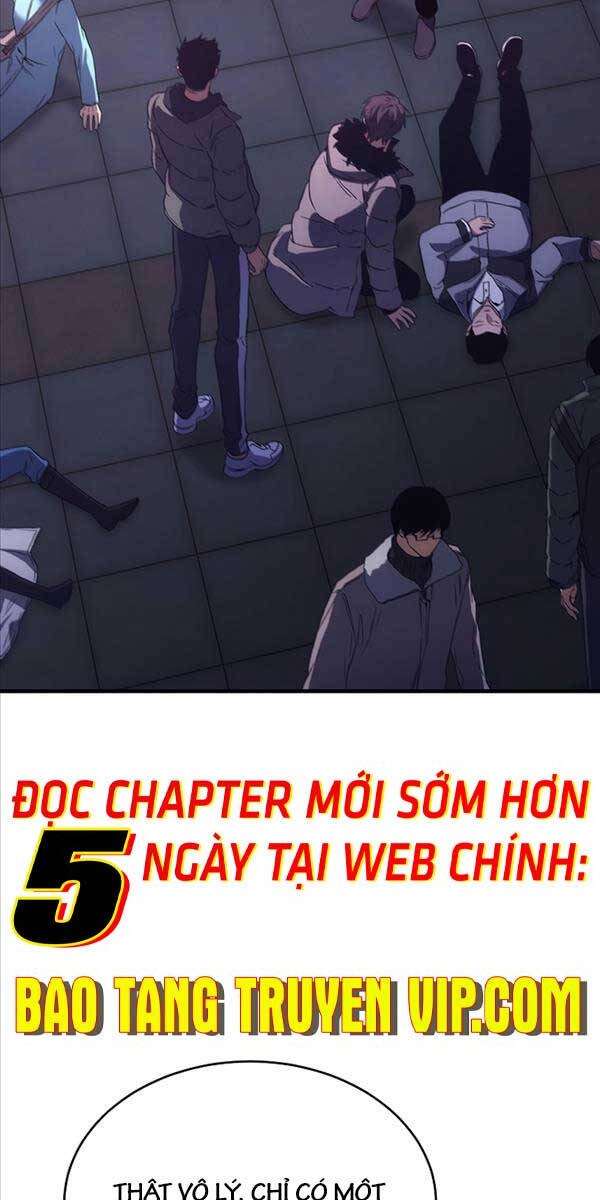 ĐỌC CHAPTER MỚI SỚM HƠN
5 NGÀY TẠI WEB CHÍNH:
BAO TANG TRUYEN VIP.COM
THẬT VÔ LÝ. CHỈ CÓ MỘT